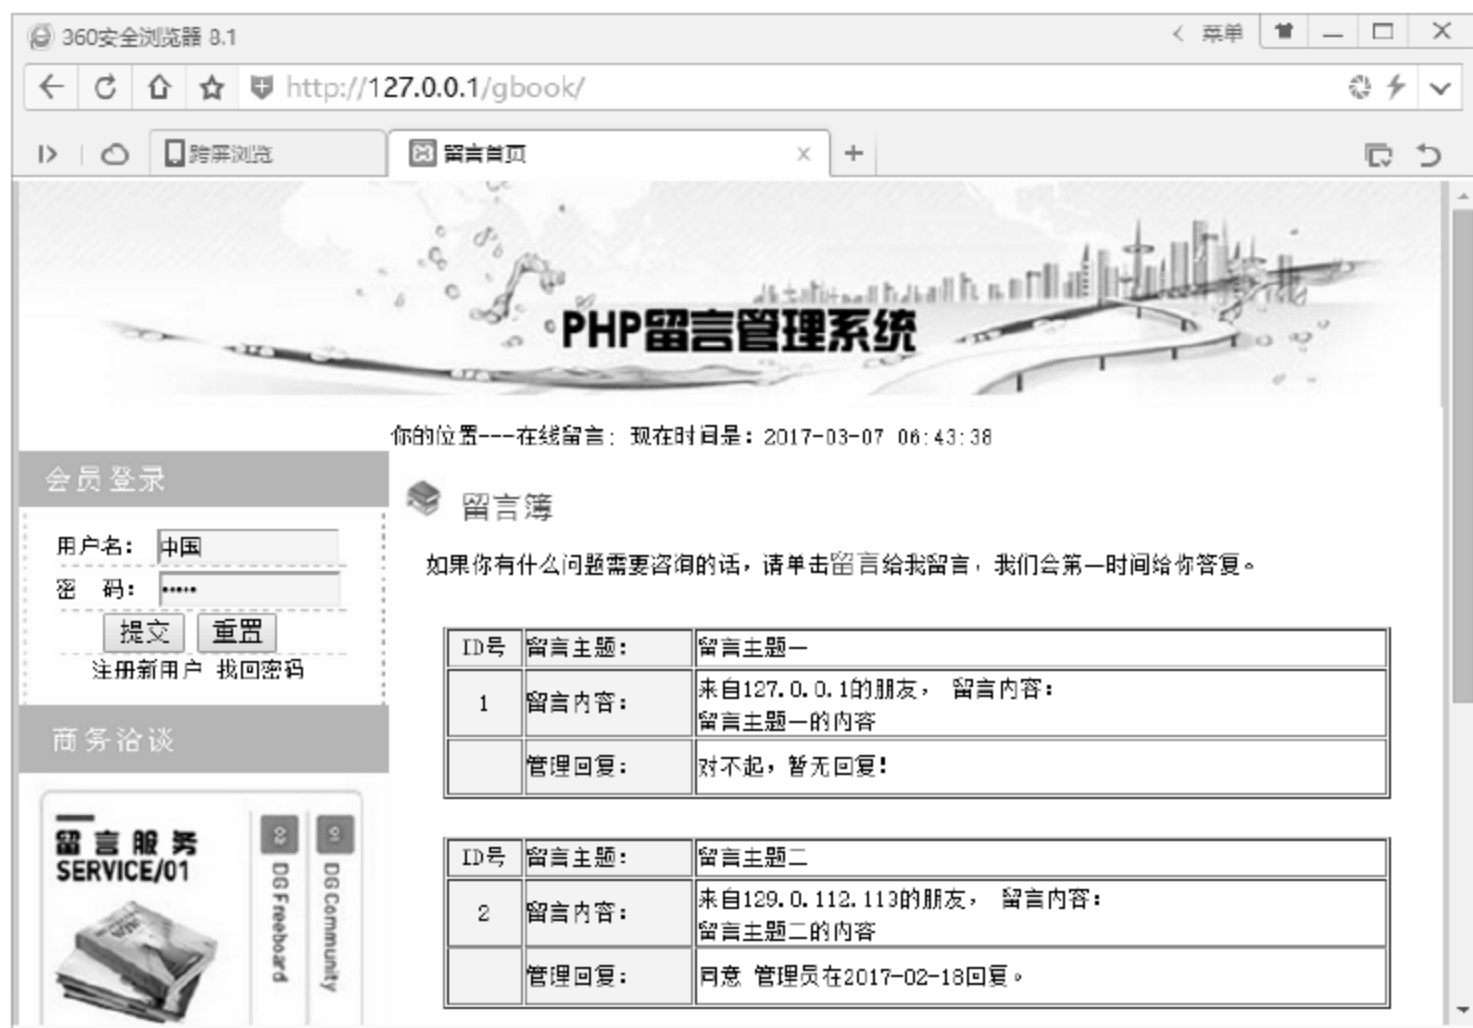 360安全浏览器 8.1
菜单
http://127.0.0.1/gbook/
跨屏浏览
留言首页
PHP留言管理系统
你的位置---在线留言: 现在时间是: 2017-03-07 06:43:38
会员登录
用户名: 中国
密 码: •••••
提交 重置
注册新用户 找回密码
商务洽谈
留言服务
SERVICE/01
02 DG Freeboard
01 DG Community
留言簿
如果你有什么问题需要咨询的话，请单击留言给我留言，我们会第一时间给你答复。
ID号 留言主题: 留言主题一
1 留言内容: 来自127.0.0.1的朋友， 留言内容:
留言主题一的内容
管理回复: 对不起，暂无回复!
ID号 留言主题: 留言主题二
2 留言内容: 来自129.0.112.113的朋友， 留言内容:
留言主题二的内容
管理回复: 同意 管理员在2017-02-18回复。